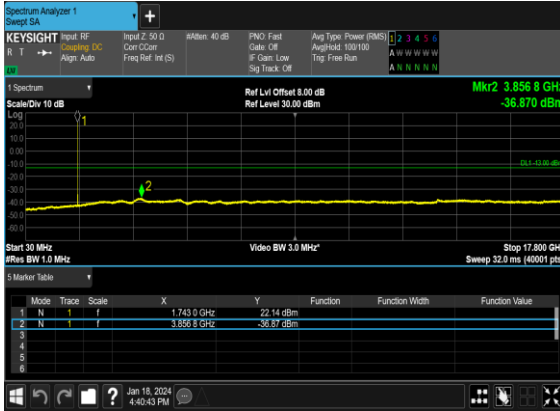 Spectrum Analyzer 1
Swept SA
+
KEYSIGHT Input: RF Input Z: 50 Ω #Atten: 40 dB PNO: Fast Avg Type: Power (RMS) 1 2 3 4 5 6
R T Coupling: DC Corr CCorr Gate: Off Avg|Hold: 100/100 A W W W W W
Align: Auto Freq Ref: Int (S) IF Gain: Low Trig: Free Run
Sig Track: Off A N N N N N
1 Spectrum Ref Lvl Offset 8.00 dB Mkr2 3.856 8 GHz
Scale/Div 10 dB Ref Level 30.00 dBm -36.870 dBm
Log
20.0
10.0
0.00
-10.0
-20.0
-30.0
-40.0
-50.0
-60.0
1
2
DL1 -13.00 dBm
Start 30 MHz Video BW 3.0 MHz* Stop 17.800 GH
#Res BW 1.0 MHz Sweep 32.0 ms (40001 pts
5 Marker Table
Mode Trace Scale X Y Function Function Width Function Value
1 N 1 f 1.743 0 GHz 22.14 dBm
2 N 1 f 3.856 8 GHz -36.87 dBm
3
4
5
6
? Jan 18, 2024
4:40:43 PM